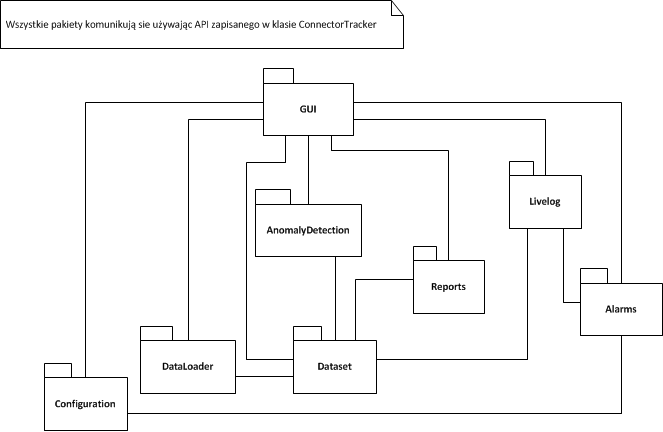 Wszystkie pakiety komunikują sie używając API zapisanego w klasie ConnectorTracker
GUI
Livelog
AnomalyDetection
Reports
Alarms
DataLoader
Dataset
Configuration